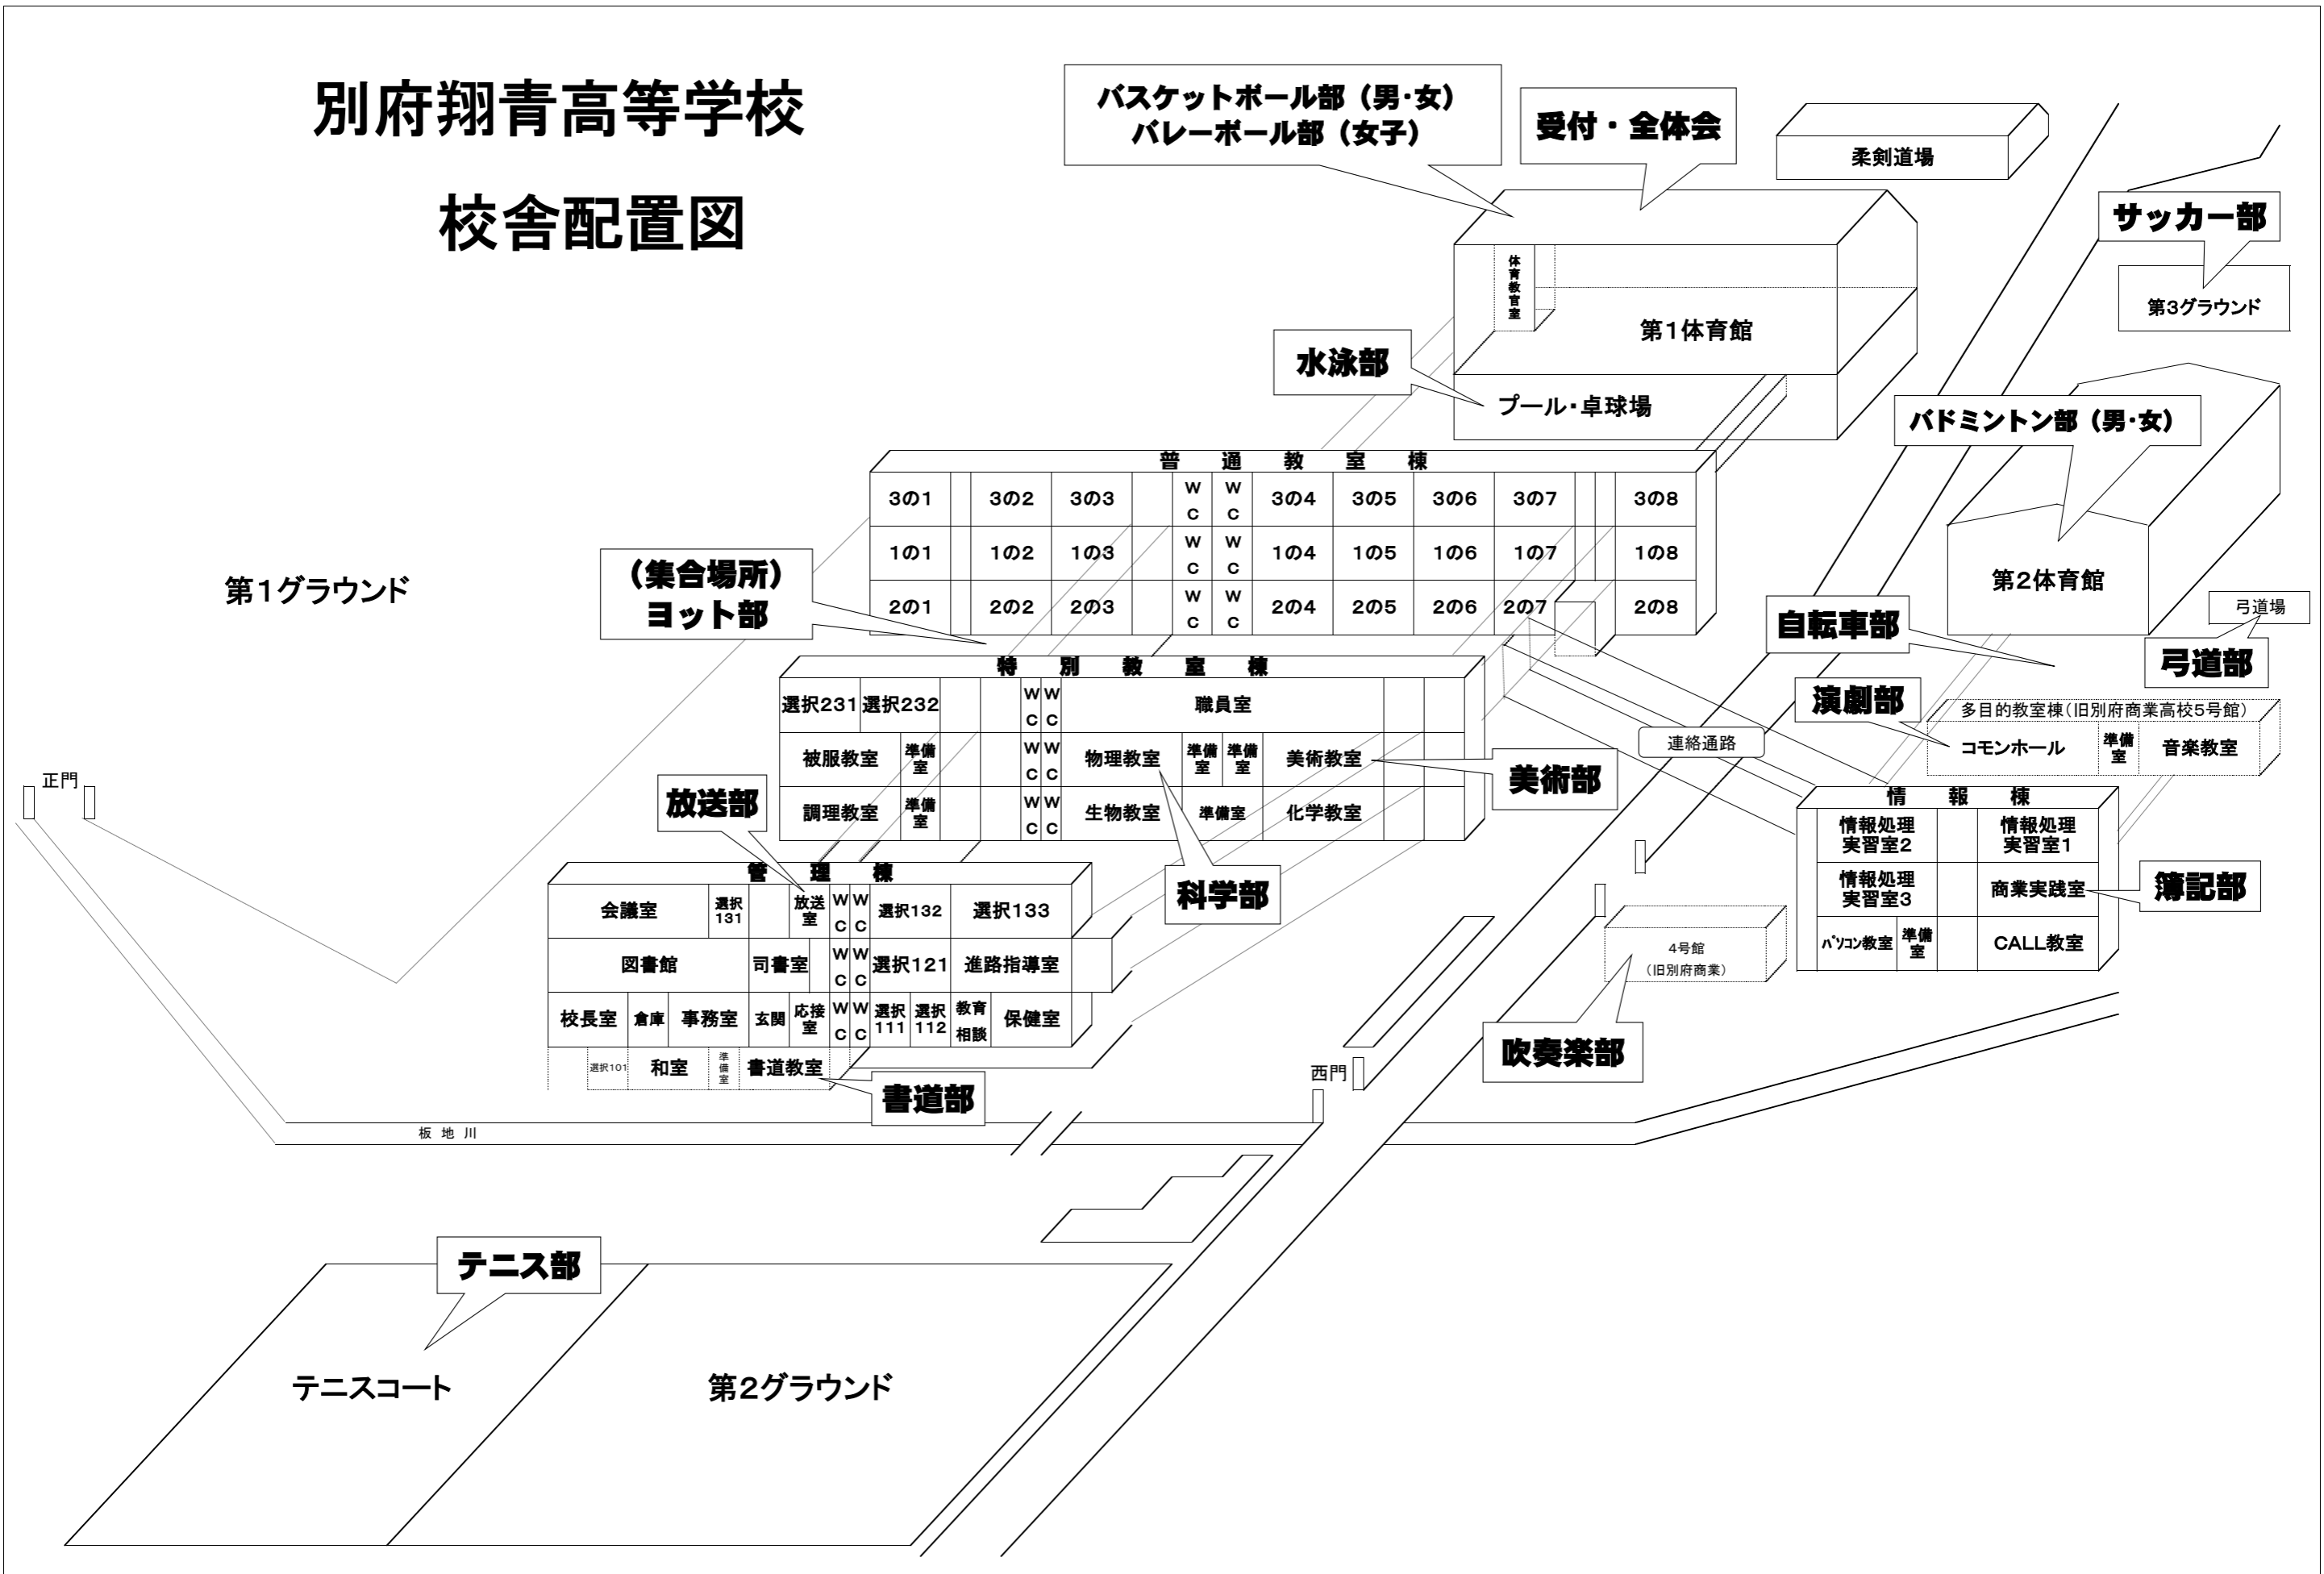 別府翔青高等学校
校舎配置図
バスケットボール部（男・女）
バレーボール部（女子）
受付・全体会
柔剣道場
サッカー部
第3グラウンド
体育教官室
第1体育館
水泳部
プール・卓球場
バドミントン部（男・女）
第2体育館
弓道場
弓道部
自転車部
第1グラウンド
（集合場所）
ヨット部
普通教室棟
3の1 3の2 3の3 WC WC 3の4 3の5 3の6 3の7 3の8
1の1 1の2 1の3 WC WC 1の4 1の5 1の6 1の7 1の8
2の1 2の2 2の3 WC WC 2の4 2の5 2の6 2の7 2の8
特別教室棟
選択231 選択232 WC WC 職員室
被服教室 準備室 WC WC 物理教室 準備室 準備室 美術教室
調理教室 準備室 WC WC 生物教室 準備室 化学教室
美術部
科学部
演劇部
多目的教室棟（旧別府商業高校5号館）
コモンホール 準備室 音楽教室
連絡通路
正門
放送部
管理棟
会議室 選択131 放送室 WC WC 選択132 選択133
図書館 司書室 WC WC 選択121 進路指導室
校長室 倉庫 事務室 玄関 応接室 WC WC 選択111 選択112 教育相談 保健室
選択101 和室 準備室 書道教室
書道部
情報棟
情報処理実習室2 情報処理実習室1
情報処理実習室3 商業実践室
パソコン教室 準備室 CALL教室
簿記部
4号館
（旧別府商業）
吹奏楽部
西門
板地川
テニス部
テニスコート
第2グラウンド